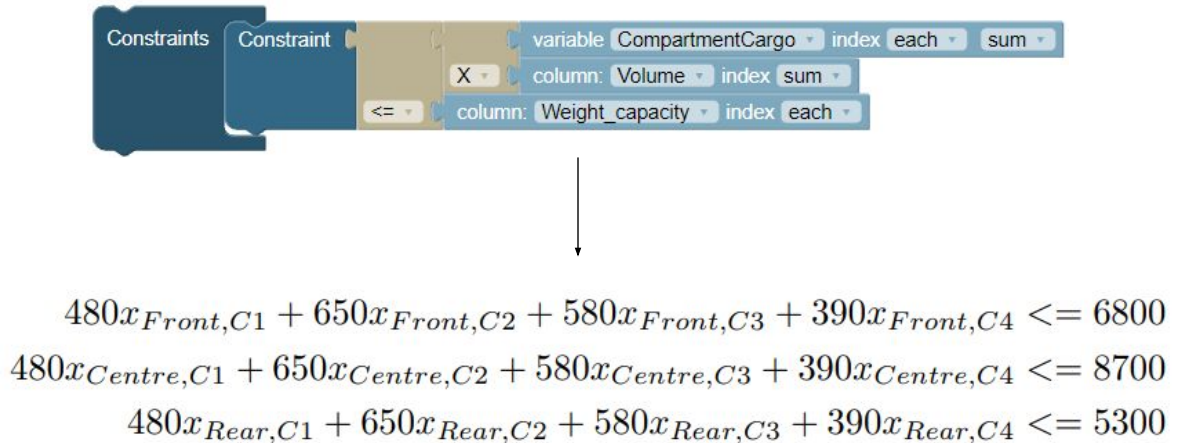 Constraints Constraint variable CompartmentCargo index each sum
X column: Volume index sum
<= column: Weight_capacity index each
480x_{Front,C1} + 650x_{Front,C2} + 580x_{Front,C3} + 390x_{Front,C4} <= 6800
480x_{Centre,C1} + 650x_{Centre,C2} + 580x_{Centre,C3} + 390x_{Centre,C4} <= 8700
480x_{Rear,C1} + 650x_{Rear,C2} + 580x_{Rear,C3} + 390x_{Rear,C4} <= 5300